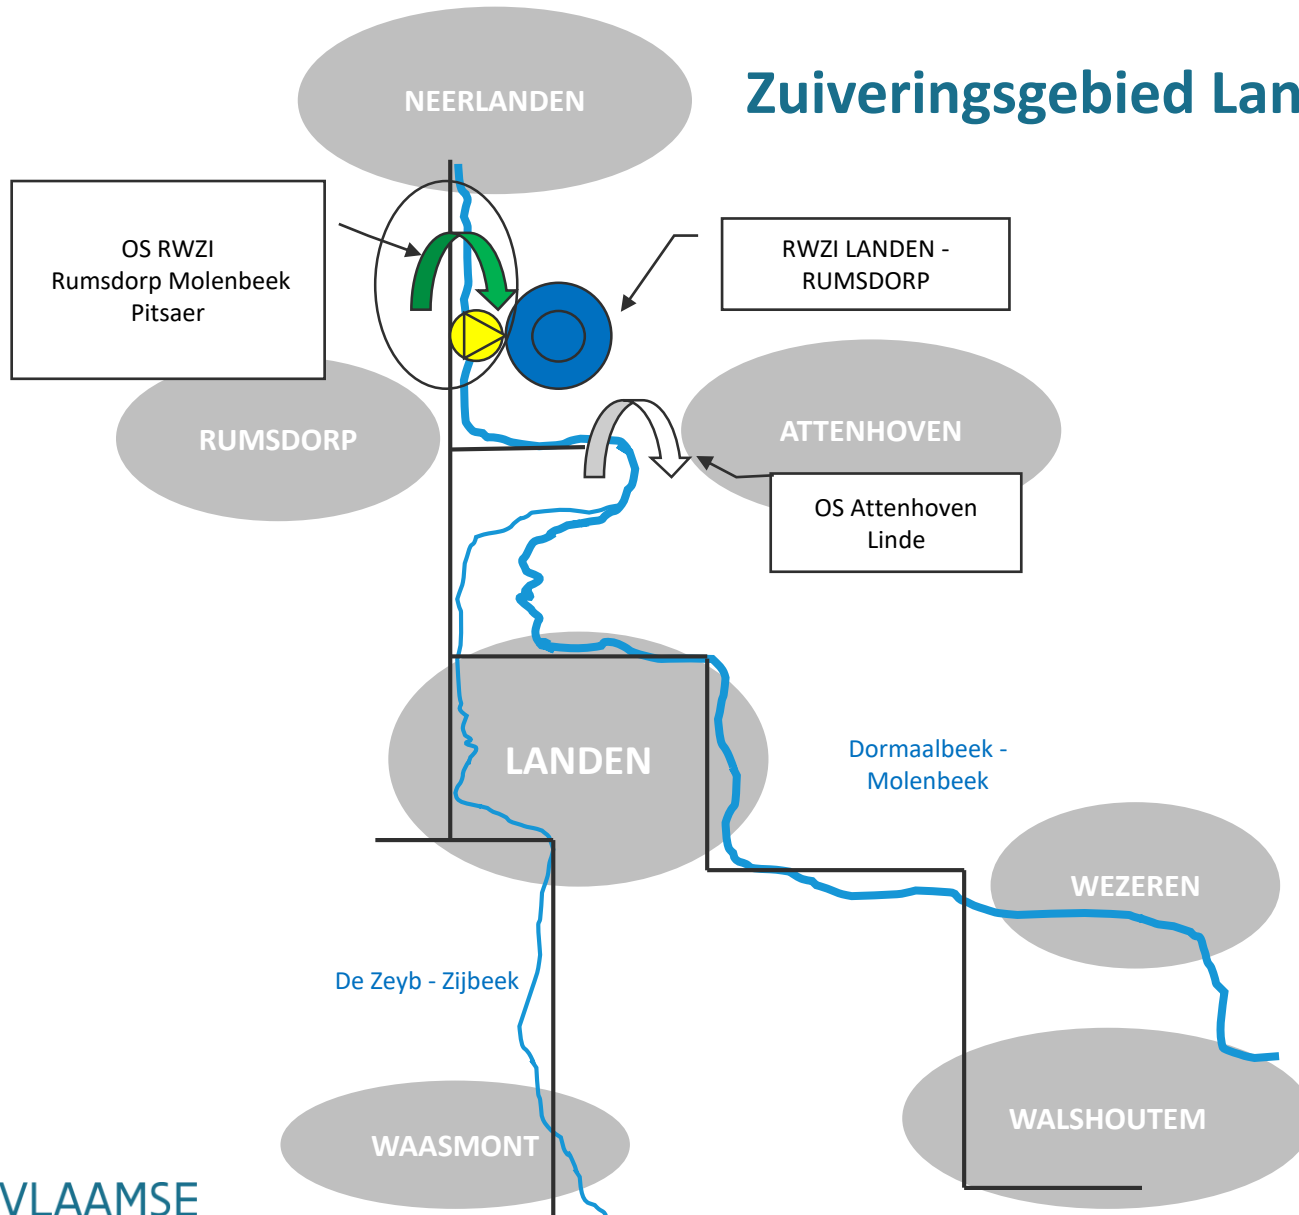 Zuiveringsgebied Lan
NEERLANDEN
OS RWZI
Rumsdorp Molenbeek
Pitsaer
RWZI LANDEN -
RUMSDORP
RUMSDORP
ATTENHOVEN
OS Attenhoven
Linde
LANDEN
Dormaalbeek -
Molenbeek
WEZEREN
De Zeyb - Zijbeek
WAASMONT
WALSHOUTEM
VLAAMSE